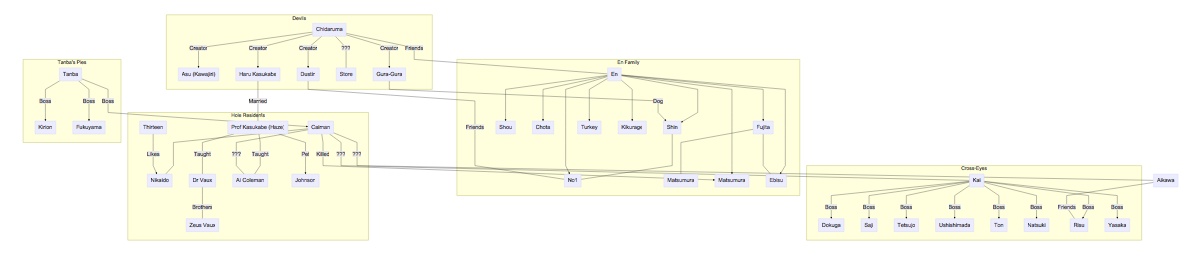 Devils
Chidaruma
Creator
Creator
Creator
???
Creator
Friends
Asu (Kawajiri)
Haru Kasukabe
Dustin
Store
Gura-Gura
Tanba's Pies
Tanba
Boss
Boss
Boss
Kirion
Fukuyama
En Family
En
Dog
Friends
Shou
Chota
Turkey
Kikurage
Shin
Fujita
No1
Matsumura
Matsumura
Ebisu
Married
Hole Residents
Thirteen
Prof Kasukabe (Haze)
Caiman
Likes
Taught
???
Taught
Pet
Killed
???
???
Nikaido
Dr Vaux
Al Coleman
Johnson
Brothers
Zeus Vaux
Cross-Eyes
Kai
Aikawa
Boss
Boss
Boss
Boss
Boss
Boss
Friends
Boss
Boss
Dokuga
Saji
Tetsujo
Ushishimada
Ton
Natsuki
Risu
Yasaka